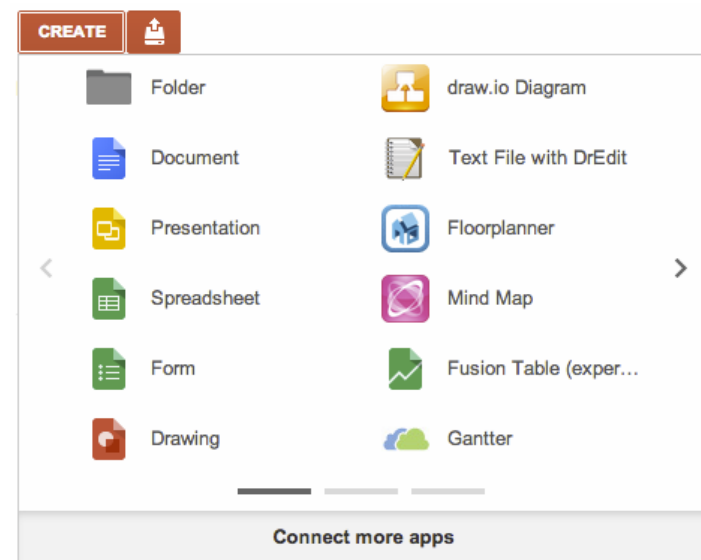 CREATE
Folder
draw.io Diagram
Document
Text File with DrEdit
Presentation
Floorplanner
Spreadsheet
Mind Map
Form
Fusion Table (exper...
Drawing
Gantter
Connect more apps